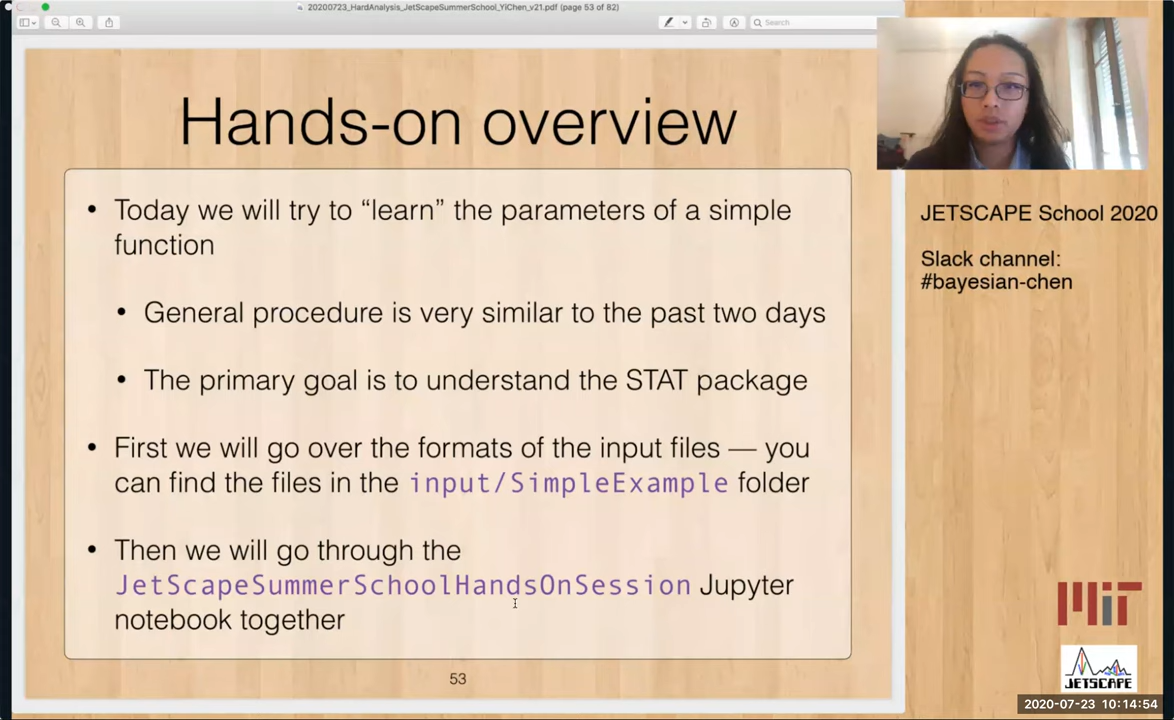 20200723_HardAnalysis_JetScapeSummerSchool_YiChen_v21.pdf (page 53 of 82)
Search
Hands-on overview
• Today we will try to “learn” the parameters of a simple
function
• General procedure is very similar to the past two days
• The primary goal is to understand the STAT package
• First we will go over the formats of the input files — you
can find the files in the input/SimpleExample folder
• Then we will go through the
JetScapeSummerSchoolHandsOnSession Jupyter
notebook together
53
JETSCAPE School 2020
Slack channel:
#bayesian-chen
MIT
JETSCAPE
2020-07-23 10:14:54